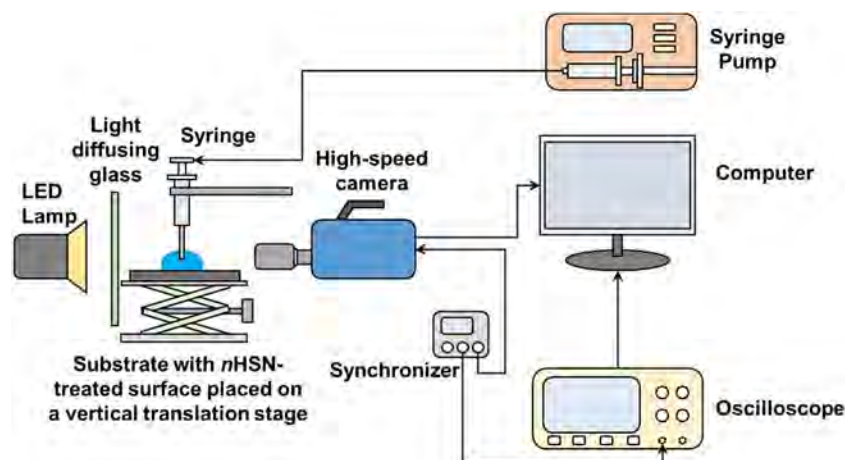 Syringe
Pump
Light
diffusing
glass
Syringe
High-speed
camera
Computer
LED
Lamp
Synchronizer
Substrate with nHSN-
treated surface placed on
a vertical translation stage
Oscilloscope